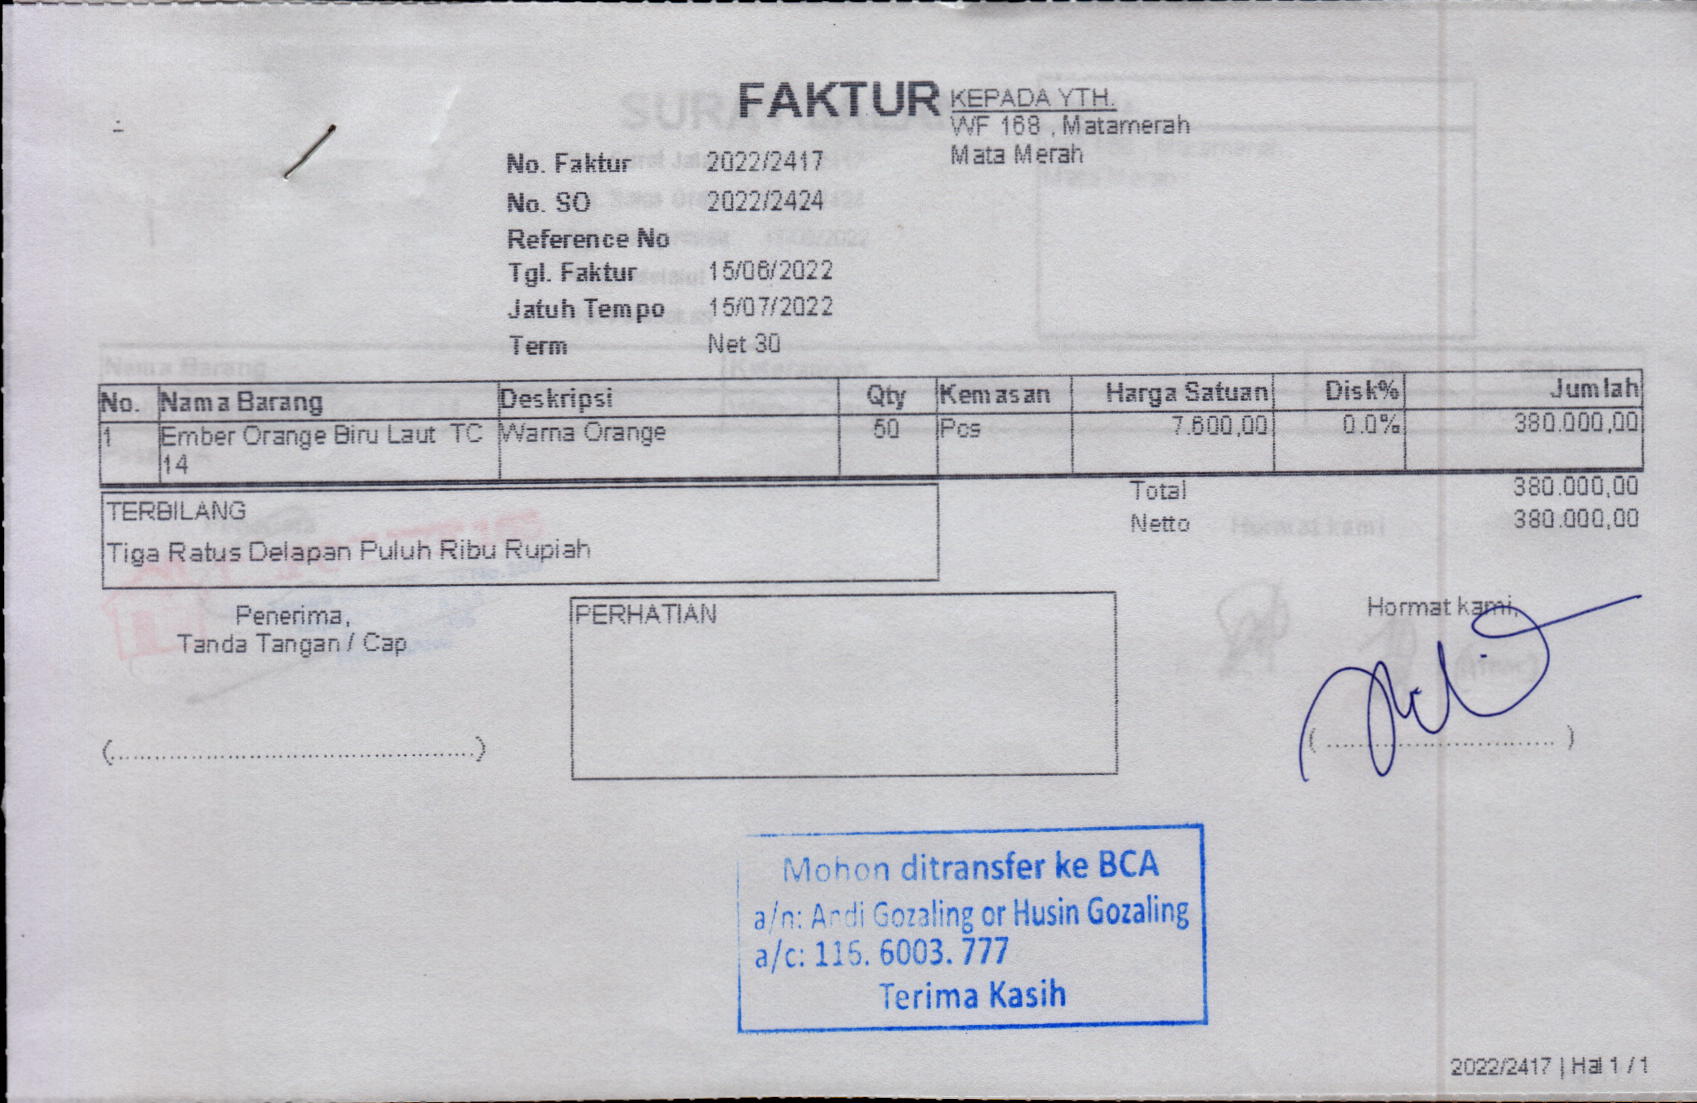 FAKTUR
KEPADA YTH.
WF 168 , Matamerah
Mata Merah
No. Faktur 2022/2417
No. SO 2022/2424
Reference No
Tgl. Faktur 15/06/2022
Jatuh Tempo 15/07/2022
Term Net 30
No. Nama Barang Deskripsi Qty Kemasan Harga Satuan Disk% Jumlah
1 Ember Orange Biru Laut TC Warna Orange 50 Pcs 7.600,00 0.0% 380.000,00
14
Total 380.000,00
Netto 380.000,00
TERBILANG
Tiga Ratus Delapan Puluh Ribu Rupiah
Penerima,
Tanda Tangan / Cap
PERHATIAN
Hormat kami,
Mohon ditransfer ke BCA
a/n: Andi Gozaling or Husin Gozaling
a/c: 115. 6003. 777
Terima Kasih
2022/2417 | Hal 1 / 1